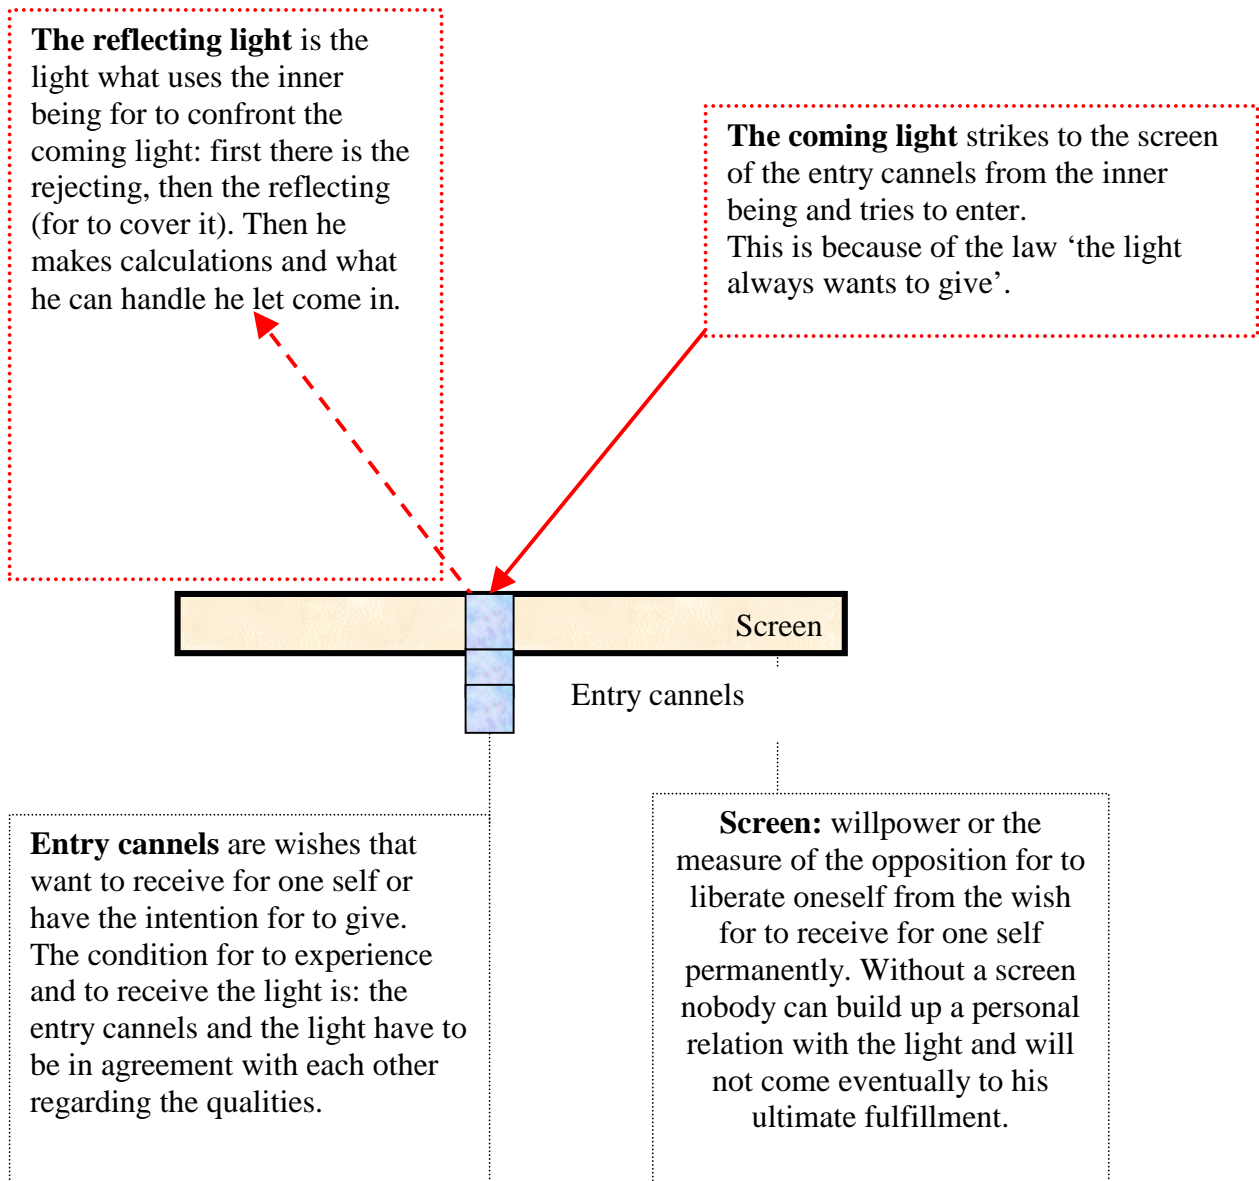 The reflecting light is the
light what uses the inner
being for to confront the
coming light: first there is the
rejecting, then the reflecting
(for to cover it). Then he
makes calculations and what
he can handle he let come in.
The coming light strikes to the screen
of the entry cannels from the inner
being and tries to enter.
This is because of the law ‘the light
always wants to give’.
Screen
Entry cannels
Entry cannels are wishes that
want to receive for one self or
have the intention for to give.
The condition for to experience
and to receive the light is: the
entry cannels and the light have to
be in agreement with each other
regarding the qualities.
Screen: willpower or the
measure of the opposition for to
liberate oneself from the wish
for to receive for one self
permanently. Without a screen
nobody can build up a personal
relation with the light and will
not come eventually to his
ultimate fulfillment.